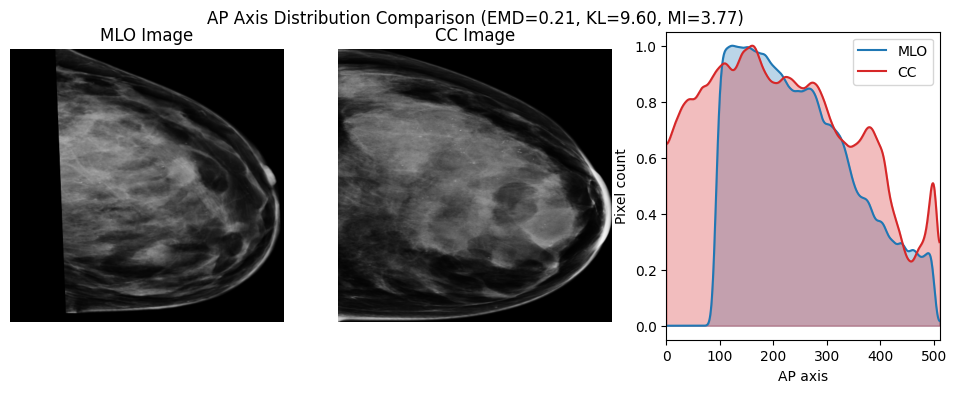 AP Axis Distribution Comparison (EMD=0.21, KL=9.60, MI=3.77)
MLO Image
CC Image
MLO
CC
Pixel count
1.0
0.8
0.6
0.4
0.2
0.0
0 100 200 300 400 500
AP axis